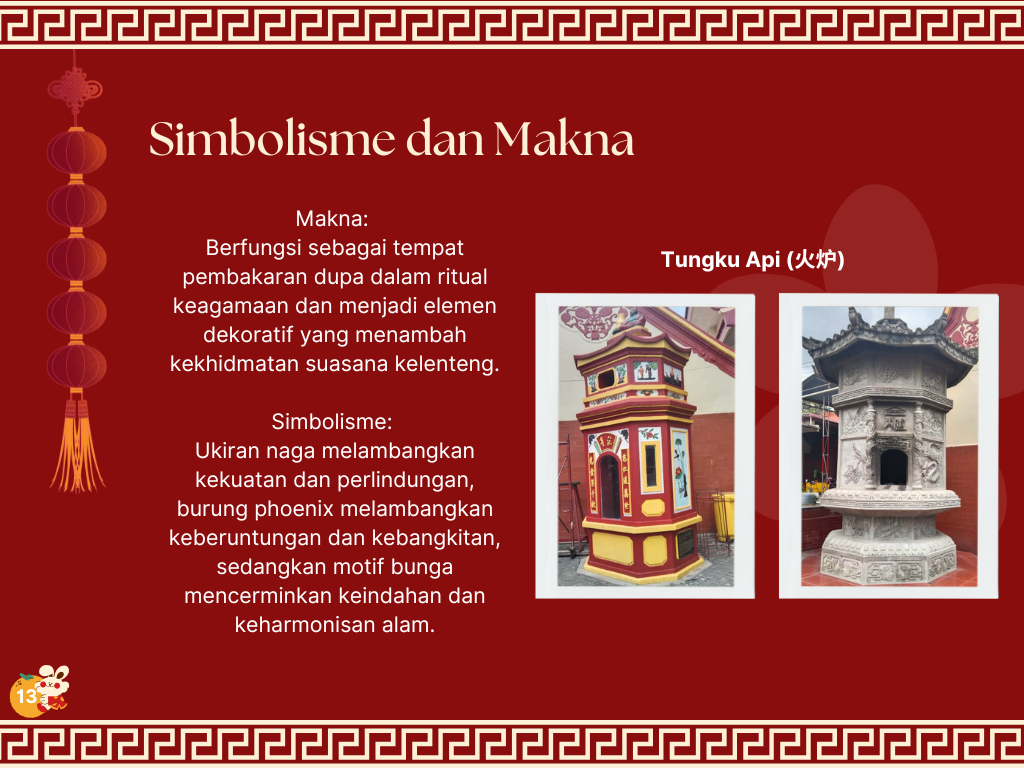 Simbolisme dan Makna
Makna:
Berfungsi sebagai tempat
pembakaran dupa dalam ritual
keagamaan dan menjadi elemen
dekoratif yang menambah
kekhidmatan suasana kelenteng.
Simbolisme:
Ukiran naga melambangkan
kekuatan dan perlindungan,
burung phoenix melambangkan
keberuntungan dan kebangkitan,
sedangkan motif bunga
mencerminkan keindahan dan
keharmonisan alam.
Tungku Api (火炉)
13